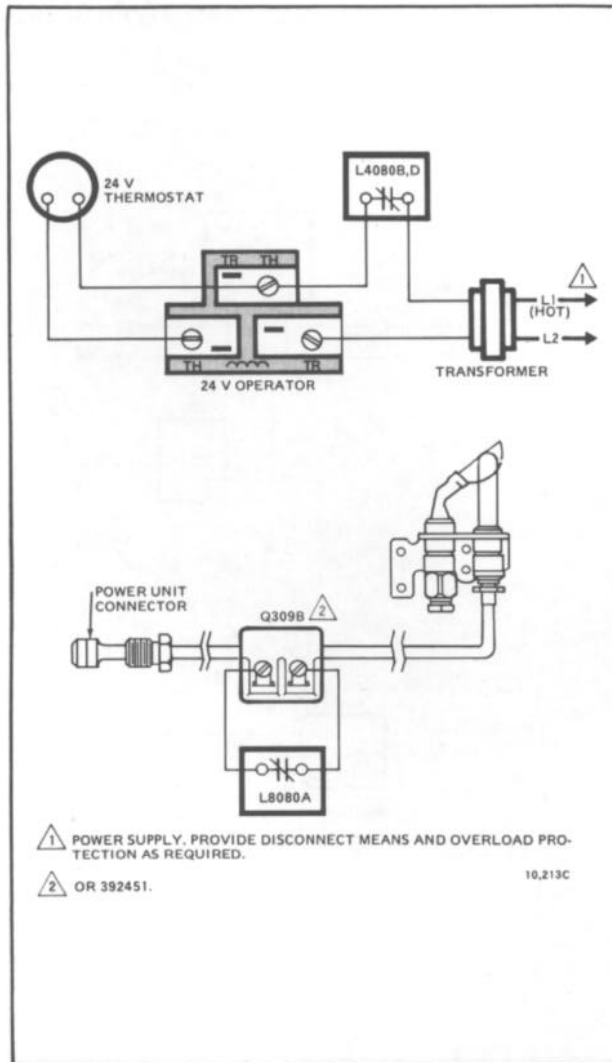 24 V
THERMOSTAT
L4080B,D
TR TH
1
L1
(HOT)
L2
TH TR
24 V OPERATOR
TRANSFORMER
POWER UNIT
CONNECTOR
Q309B 2
L8080A
1 POWER SUPPLY. PROVIDE DISCONNECT MEANS AND OVERLOAD PRO-
TECTION AS REQUIRED.
2 OR 392451.
10,213C